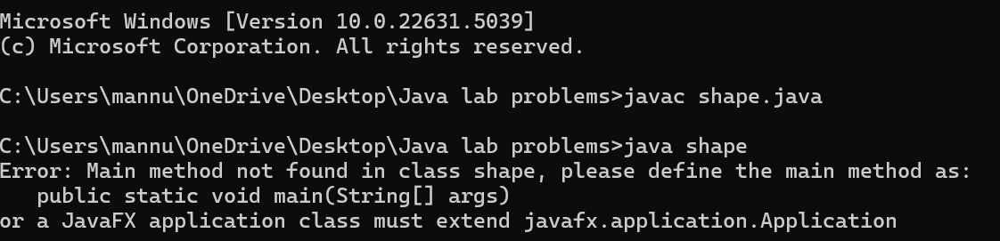 Microsoft Windows [Version 10.0.22631.5039]
(c) Microsoft Corporation. All rights reserved.
C:\Users\mannu\OneDrive\Desktop\Java lab problems>javac shape.java
C:\Users\mannu\OneDrive\Desktop\Java lab problems>java shape
Error: Main method not found in class shape, please define the main method as:
   public static void main(String[] args)
or a JavaFX application class must extend javafx.application.Application